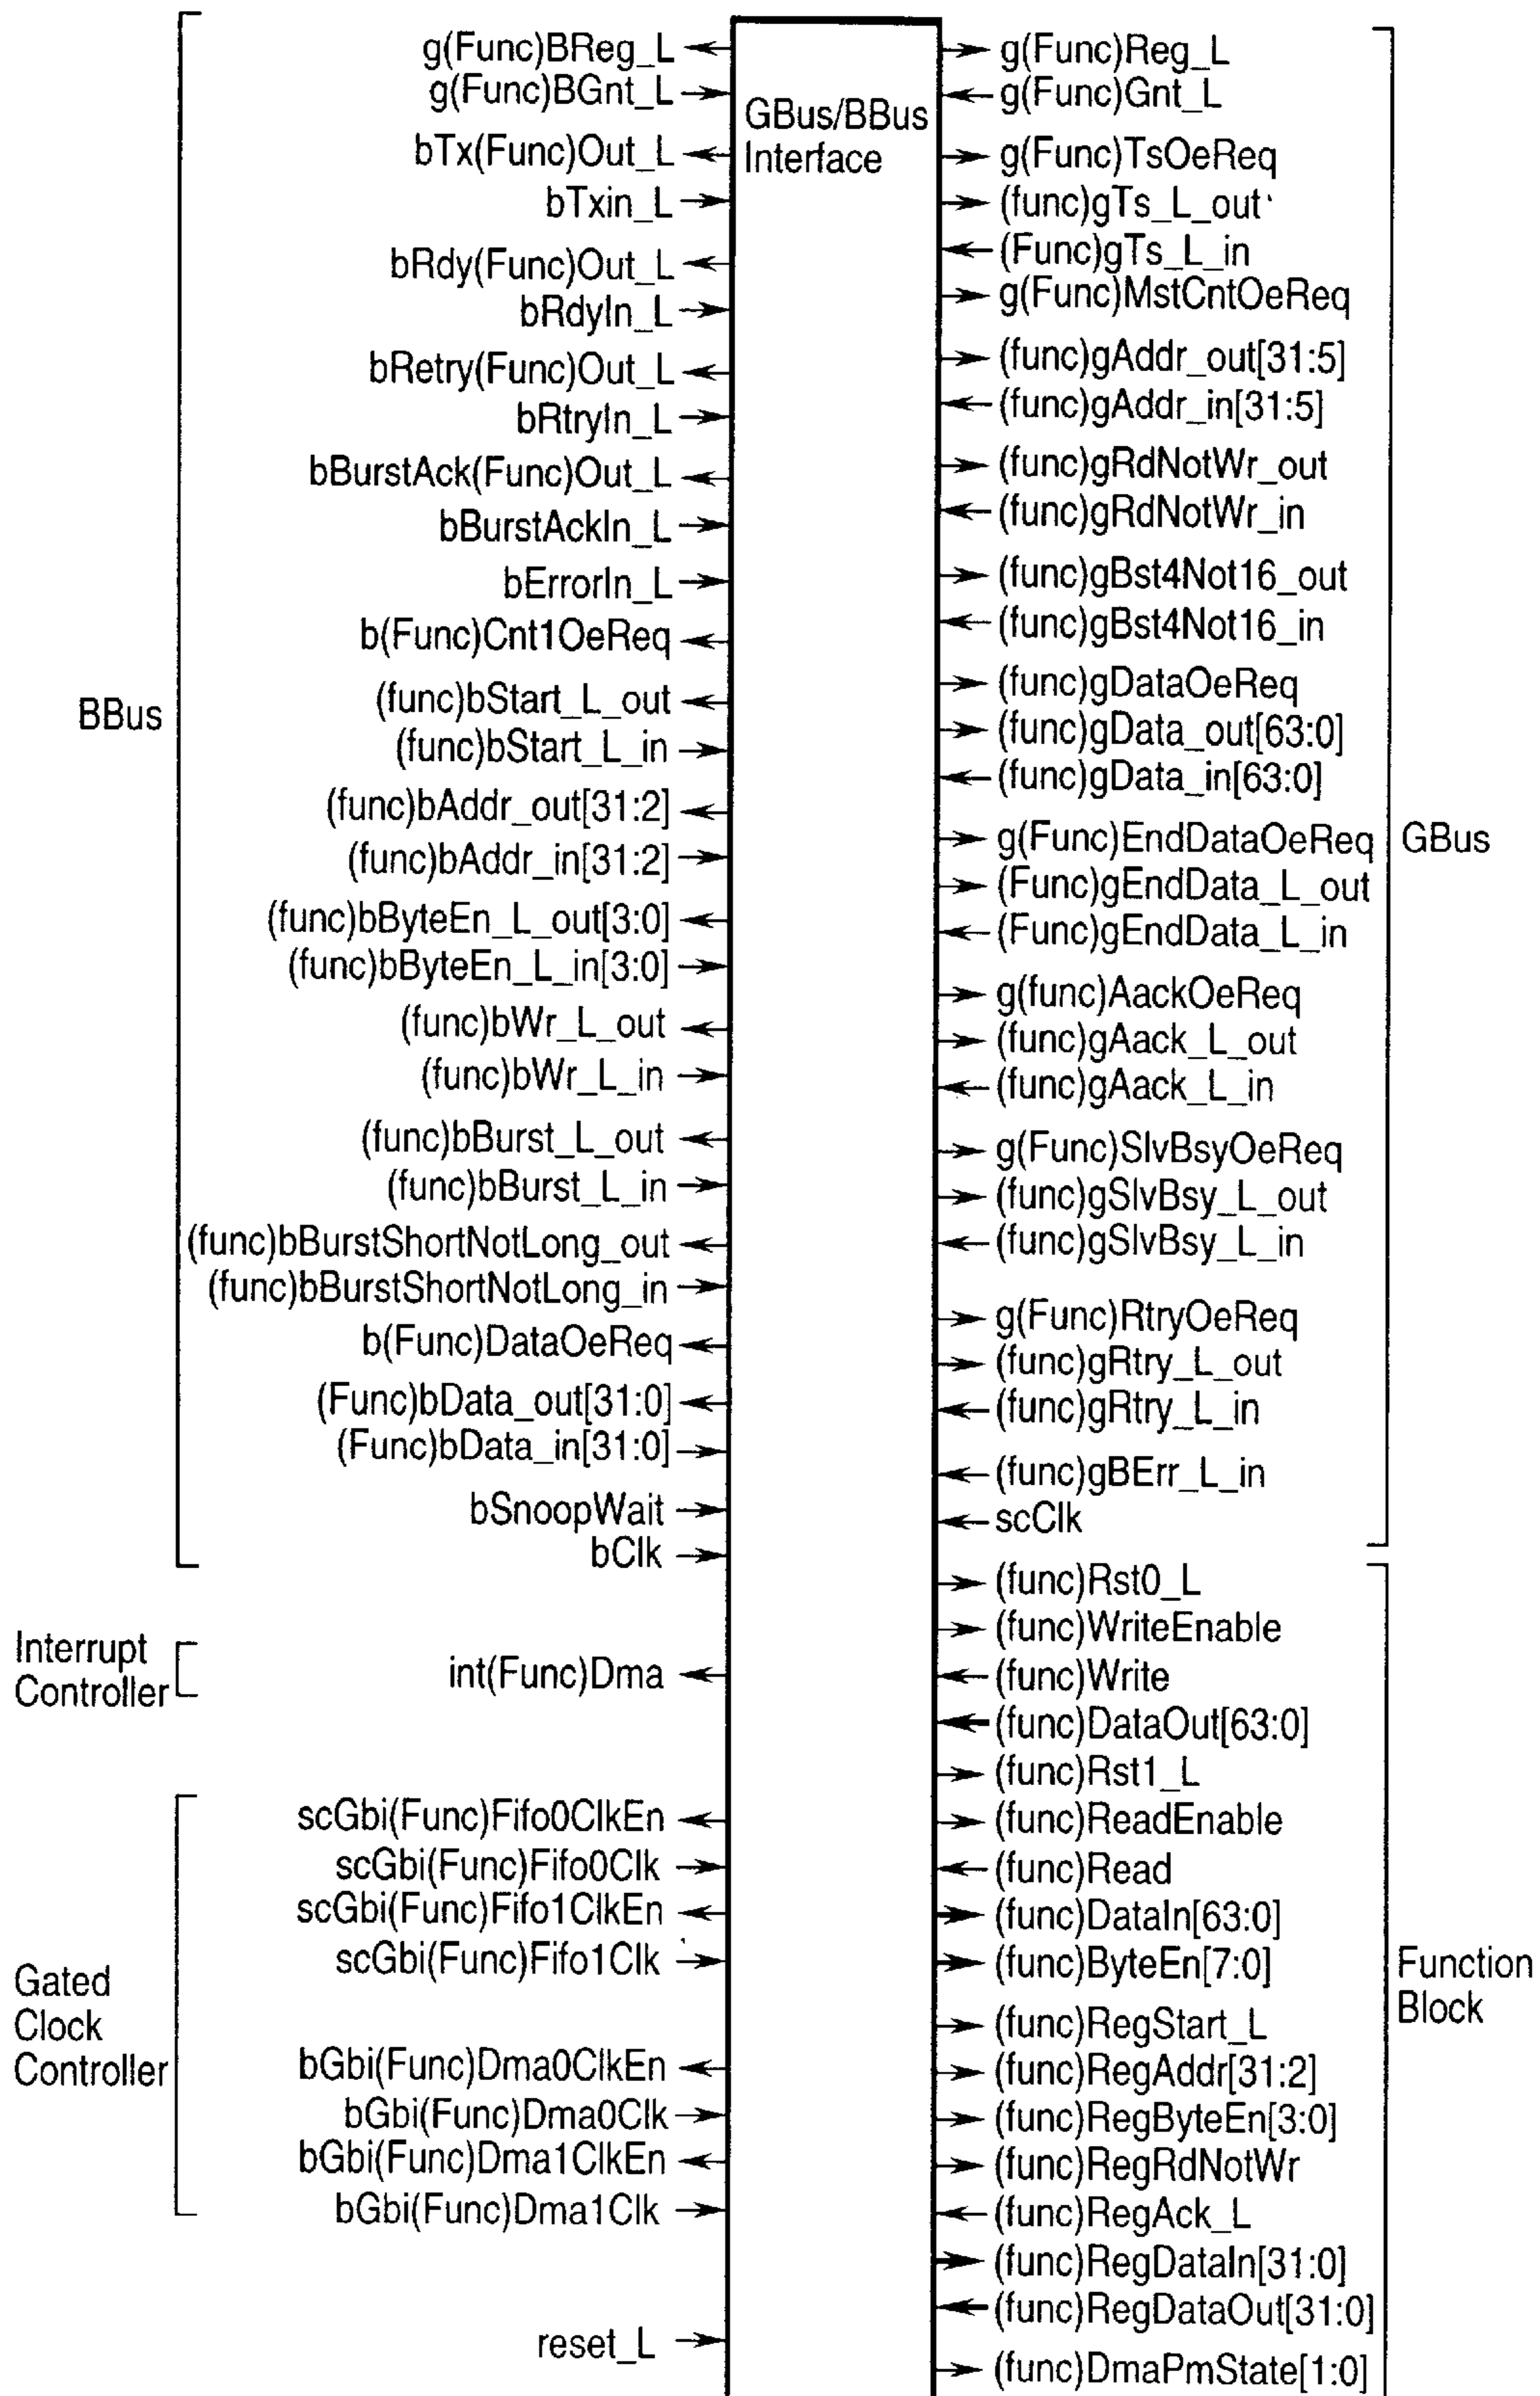 g(Func)BReg_L
g(Func)BGnt_L
bTx(Func)Out_L
bTxin_L
bRdy(Func)Out_L
bRdyIn_L
bRetry(Func)Out_L
bRtryIn_L
bBurstAck(Func)Out_L
bBurstAckIn_L
bErrorIn_L
b(Func)Cnt1OeReq
(func)bStart_L_out
(func)bStart_L_in
(func)bAddr_out[31:2]
(func)bAddr_in[31:2]
(func)bByteEn_L_out[3:0]
(func)bByteEn_L_in[3:0]
(func)bWr_L_out
(func)bWr_L_in
(func)bBurst_L_out
(func)bBurst_L_in
(func)bBurstShortNotLong_out
(func)bBurstShortNotLong_in
b(Func)DataOeReq
(Func)bData_out[31:0]
(Func)bData_in[31:0]
bSnoopWait
bClk
BBus
Interrupt
Controller
int(Func)Dma
scGbi(Func)Fifo0ClkEn
scGbi(Func)Fifo0Clk
scGbi(Func)Fifo1ClkEn
scGbi(Func)Fifo1Clk
bGbi(Func)Dma0ClkEn
bGbi(Func)Dma0Clk
bGbi(Func)Dma1ClkEn
bGbi(Func)Dma1Clk
Gated
Clock
Controller
reset_L
GBus/BBus
Interface
g(Func)Reg_L
g(Func)Gnt_L
g(Func)TsOeReq
(func)gTs_L_out
(Func)gTs_L_in
g(Func)MstCntOeReq
(func)gAddr_out[31:5]
(func)gAddr_in[31:5]
(func)gRdNotWr_out
(func)gRdNotWr_in
(func)gBst4Not16_out
(func)gBst4Not16_in
(func)gDataOeReq
(func)gData_out[63:0]
(func)gData_in[63:0]
g(Func)EndDataOeReq
(Func)gEndData_L_out
(Func)gEndData_L_in
g(func)AackOeReq
(func)gAack_L_out
(func)gAack_L_in
g(Func)SlvBsyOeReq
(func)gSlvBsy_L_out
(func)gSlvBsy_L_in
g(Func)RtryOeReq
(func)gRtry_L_out
(func)gRtry_L_in
(func)gBErr_L_in
scClk
GBus
(func)Rst0_L
(func)WriteEnable
(func)Write
(func)DataOut[63:0]
(func)Rst1_L
(func)ReadEnable
(func)Read
(func)DataIn[63:0]
(func)ByteEn[7:0]
(func)RegStart_L
(func)RegAddr[31:2]
(func)RegByteEn[3:0]
(func)RegRdNotWr
(func)RegAck_L
(func)RegDataIn[31:0]
(func)RegDataOut[31:0]
(func)DmaPmState[1:0]
Function
Block